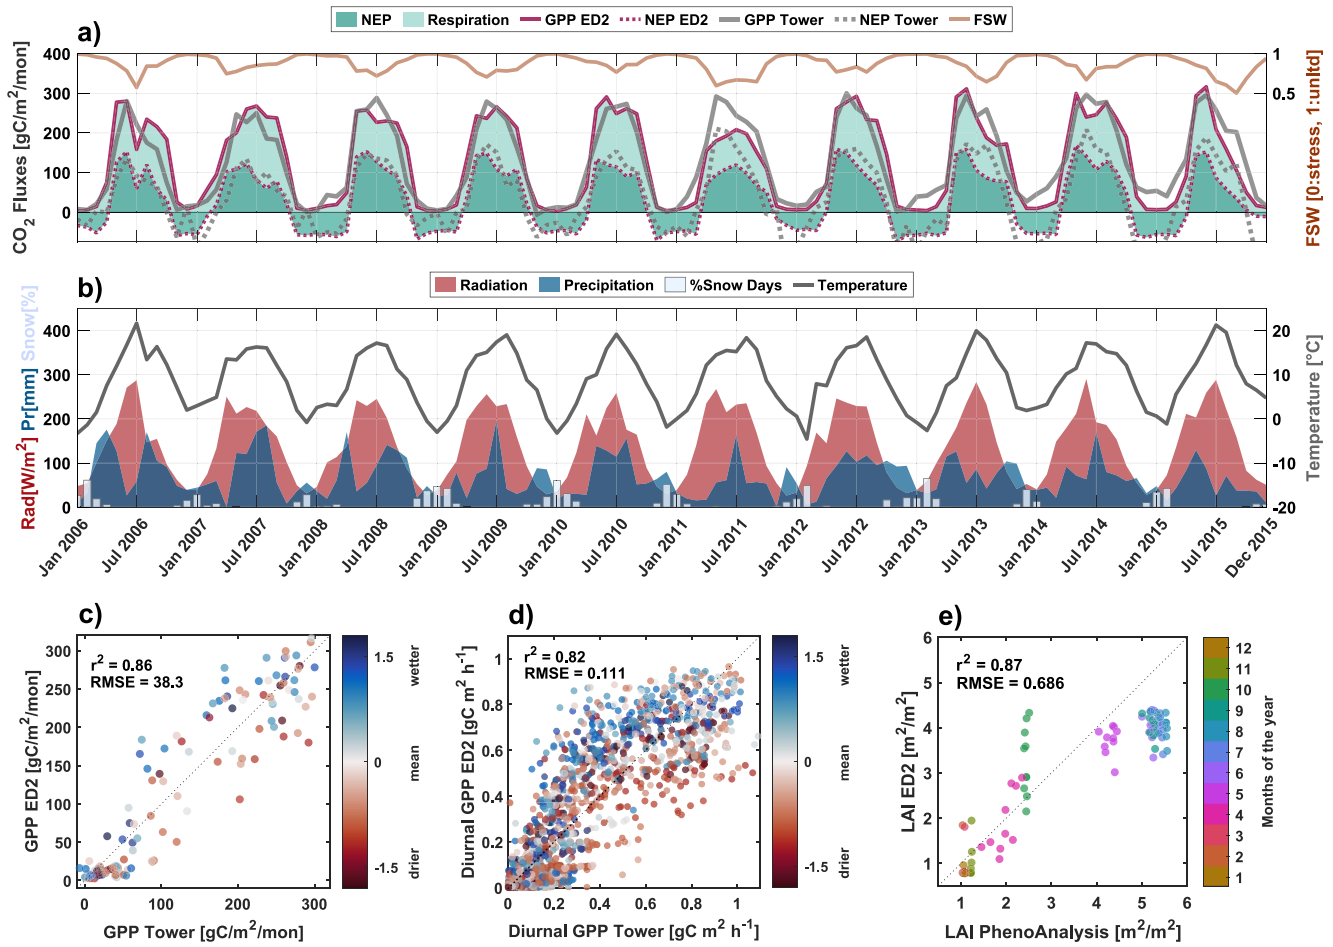 NEP Respiration GPP ED2 NEP ED2 GPP Tower NEP Tower FSW
a)
CO2 Fluxes [gC/m²/mon]
400
300
200
100
0
1
0.5
FSW [0:stress, 1:unltd]
b)
Radiation Precipitation %Snow Days Temperature
Rad[W/m²] Pr[mm] Snow[%]
400
300
200
100
0
20
10
0
-10
-20
Temperature [°C]
Jan 2006
Jul 2006
Jan 2007
Jul 2007
Jan 2008
Jul 2008
Jan 2009
Jul 2009
Jan 2010
Jul 2010
Jan 2011
Jul 2011
Jan 2012
Jul 2012
Jan 2013
Jul 2013
Jan 2014
Jul 2014
Jan 2015
Jul 2015
Dec 2015
c)
r² = 0.86
RMSE = 38.3
GPP ED2 [gC/m²/mon]
300
250
200
150
100
50
0
0 100 200 300
GPP Tower [gC/m²/mon]
1.5
0
-1.5
wetter
mean
drier
d)
r² = 0.82
RMSE = 0.111
Diurnal GPP ED2 [gC m² h⁻¹]
1
0.8
0.6
0.4
0.2
0
0 0.2 0.4 0.6 0.8 1
Diurnal GPP Tower [gC m² h⁻¹]
1.5
0
-1.5
wetter
mean
drier
e)
r² = 0.87
RMSE = 0.686
LAI ED2 [m²/m²]
6
5
4
3
2
1
1 2 3 4 5 6
LAI PhenoAnalysis [m²/m²]
12
11
10
9
8
7
6
5
4
3
2
1
Months of the year